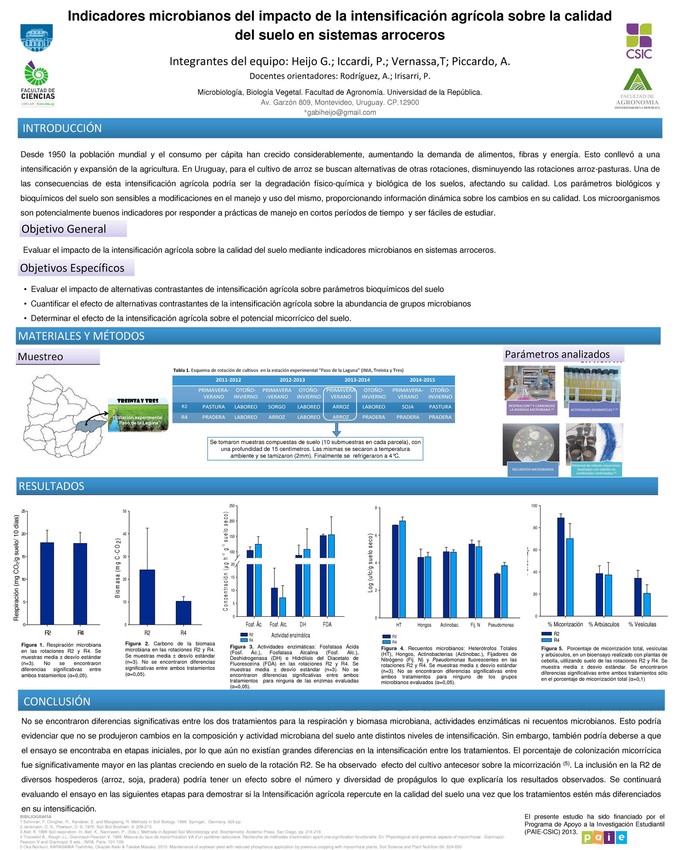 Indicadores microbianos del impacto de la intensificación agrícola sobre la calidad
del suelo en sistemas arroceros
Integrantes del equipo: Heijo G.; Iccardi, P.; Vernassa,T; Piccardo, A.
Docentes orientadores: Rodríguez, A.; Irisarri, P.
Microbiología, Biología Vegetal. Facultad de Agronomía. Universidad de la República.
Av. Garzón 809, Montevideo, Uruguay. CP.12900
*gabiheijo@gmail.com
FACULTAD DE
CIENCIAS
CSIC
FACULTAD DE
AGRONOMIA
INTRODUCCIÓN
Desde 1950 la población mundial y el consumo per cápita han crecido considerablemente, aumentando la demanda de alimentos, fibras y energía. Esto conllevó a una
intensificación y expansión de la agricultura. En Uruguay, para el cultivo de arroz se buscan alternativas de otras rotaciones, disminuyendo las rotaciones arroz-pasturas. Una de
las consecuencias de esta intensificación agrícola podría ser la degradación físico-química y biológica de los suelos, afectando su calidad. Los parámetros biológicos y
bioquímicos del suelo son sensibles a modificaciones en el manejo y uso del mismo, proporcionando información dinámica sobre los cambios en su calidad. Los microorganismos
son potencialmente buenos indicadores por responder a prácticas de manejo en cortos períodos de tiempo y ser fáciles de estudiar.
Objetivo General
Evaluar el impacto de la intensificación agrícola sobre la calidad del suelo mediante indicadores microbianos en sistemas arroceros.
Objetivos Específicos
• Evaluar el impacto de alternativas contrastantes de intensificación agrícola sobre parámetros bioquímicos del suelo
• Cuantificar el efecto de alternativas contrastantes de la intensificación agrícola sobre la abundancia de grupos microbianos
• Determinar el efecto de la intensificación agrícola sobre el potencial micorrícico del suelo.
MATERIALES Y MÉTODOS
Muestreo
TREINTA Y TRES
Estación experimental
"Paso de la Laguna"
Tabla 1. Esquema de rotación de cultivos en la estación experimental "Paso de la Laguna" (INIA, Treinta y Tres)
2011-2012 2012-2013 2013-2014 2014-2015
PRIMAVERA-VERANO OTOÑO-INVIERNO PRIMAVERA-VERANO OTOÑO-INVIERNO PRIMAVERA-VERANO OTOÑO-INVIERNO PRIMAVERA-VERANO OTOÑO-INVIERNO
R2 PASTURA LABOREO SORGO LABOREO ARROZ LABOREO SOJA PASTURA
R4 PRADERA PRADERA LABOREO LABOREO ARROZ PRADERA PRADERA PRADERA
Se tomaron muestras compuestas de suelo (10 submuestras en cada parcela), con
una profundidad de 15 centímetros. Las mismas se secaron a temperatura
ambiente y se tamizaron (2mm). Finalmente se refrigeraron a 4°C.
Parámetros analizados
RECUENTOS MICROBIANOS
RESULTADOS
Respiración (mg CO2/g suelo/ 10 días)
25
20
15
10
5
0
R2 R4
Figura 1. Respiración microbiana
en las rotaciones R2 y R4. Se
muestra media ± desvío estándar
(n=3). No se encontraron
diferencias significativas entre
ambos tratamientos (α=0,05).
Biomasa (mg C-CO2)
50
40
30
20
10
0
R2 R4
Figura 2. Carbono de la biomasa
microbiana en las rotaciones R2 y
R4. Se muestra media ± desvío
estándar (n=3). No se encontraron
diferencias significativas entre
ambos tratamientos (α=0,05).
Fosf. Ác Fosf. Alc DH FDA
Actividad enzimática
R2
R4
Figura 3. Actividades enzimáticas: Fosfatasa Ácida
(Fosf. Ác.), Fosfatalsa Alcalina (Fosf. Alc.),
Deshidrogenasa (DH) e Hidrólisis del Diacetato de
Fluoresceína (FDA) en las rotaciones R2 y R4. Se
muestra media ± desvío estándar (n=3). No se
encontraron diferencias significativas entre ambos
tratamientos para ninguna de las enzimas evaluadas
(α=0,05).
Log (ufc/g suelo seco)
8
6
4
2
0
HT Hongos Actinobac. Fij. N Pseudomonas
R2
R4
Figura 4. Recuentos microbianos: Heterótrofos Totales
(HT), Hongos, Actinobacterias (Actinobac.), Fijadores de
Nitrógeno (Fij. N) y Pseudomonas fluorescentes en las
rotaciones R2 y R4. Se muestra media ± desvío estándar
(n=3). No se encontraron diferencias significativas entre
ambos tratamientos para ninguno de los grupos
microbianos evaluados (α=0,05).
100
80
60
40
20
0
% Micorrización % Arbúsculos % Vesículas
R2
R4
Figura 5. Porcentaje de micorrización total, vesículas
y arbúsculos, en un bioensayo realizado con plantas de
cebolla, utilizando suelo de las rotaciones R2 y R4. Se
muestra media ± desvío estándar. Se encontraron
diferencias significativas entre ambos tratamientos sólo
en el porcentaje de micorrización total (α=0,1)
CONCLUSIÓN
No se encontraron diferencias significativas entre los dos tratamientos para la respiración y biomasa microbiana, actividades enzimáticas ni recuentos microbianos. Esto podría
evidenciar que no se produjeron cambios en la composición y actividad microbiana del suelo ante distintos niveles de intensificación. Sin embargo, también podría deberse a que
el ensayo se encontraba en etapas iniciales, por lo que aún no existían grandes diferencias en la intensificación entre los tratamientos. El porcentaje de colonización micorrícica
fue significativamente mayor en las plantas creciendo en suelo de la rotación R2. Se ha observado efecto del cultivo antecesor sobre la micorrización (5). La inclusión en la R2 de
diversos hospederos (arroz, soja, pradera) podría tener un efecto sobre el número y diversidad de propágulos lo que explicaría los resultados observados. Se continuará
evaluando el ensayo en las siguientes etapas para demostrar si la Intensificación agrícola repercute en la calidad del suelo una vez que los tratamientos estén más diferenciados
en su intensificación.
BIBLIOGRAFÍA
El presente estudio ha sido financiado por el
Programa de Apoyo a la Investigación Estudiantil
(PAIE-CSIC) 2013.
paie